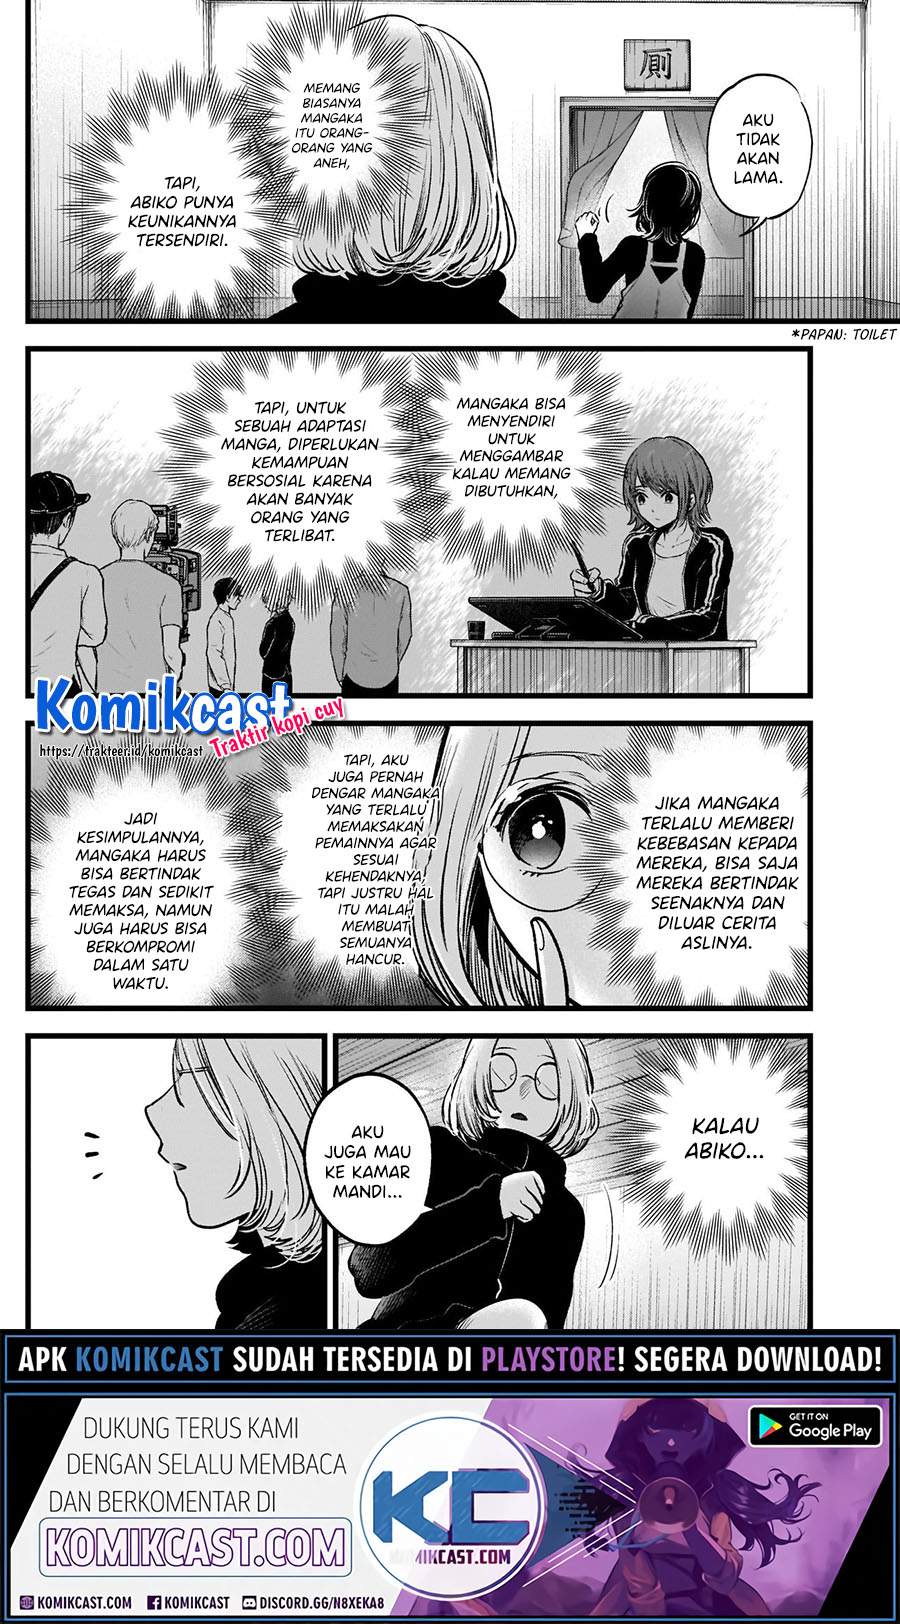 AKU
TIDAK
AKAN
LAMA.
厠
MEMANG
BIASANYA
MANGAKA
ITU ORANG-
ORANG YANG
ANEH,
TAPI,
ABIKO PUNYA
KEUNIKANNYA
TERSENDIRI.
*PAPAN: TOILET
MANGAKA BISA
MENYENDIRI
UNTUK
MENGGAMBAR
KALAU MEMANG
DIBUTUHKAN,
TAPI, UNTUK
SEBUAH ADAPTASI
MANGA, DIPERLUKAN
KEMAMPUAN
BERSOSIAL KARENA
AKAN BANYAK
ORANG YANG
TERLIBAT.
Komikcast
Traktir kopi cuy
https://trakteer.id/komikcast
JIKA MANGAKA
TERLALU MEMBERI
KEBEBASAN KEPADA
MEREKA, BISA SAJA
MEREKA BERTINDAK
SEENAKNYA DAN
DILUAR CERITA
ASLINYA.
TAPI, AKU
JUGA PERNAH
DENGAR MANGAKA
YANG TERLALU
MEMAKSAKAN
PEMAINNYA AGAR
SESUAI
KEHENDAKNYA,
TAPI JUSTRU HAL
ITU MALAH
MEMBUAT
SEMUANYA
HANCUR.
JADI
KESIMPULANNYA,
MANGAKA HARUS
BISA BERTINDAK
TEGAS DAN SEDIKIT
MEMAKSA, NAMUN
JUGA HARUS BISA
BERKOMPROMI
DALAM SATU
WAKTU.
KALAU
ABIKO...
AKU
JUGA MAU
KE KAMAR
MANDI...
APK KOMIKCAST SUDAH TERSEDIA DI PLAYSTORE! SEGERA DOWNLOAD!
DUKUNG TERUS KAMI
DENGAN SELALU MEMBACA
DAN BERKOMENTAR DI
KOMIKCAST.COM
KOMIKCAST.COM KOMIKCAST DISCORD.GG/N8XEKA8
KC
KOMIKCAST.COM
GET IT ON
Google Play